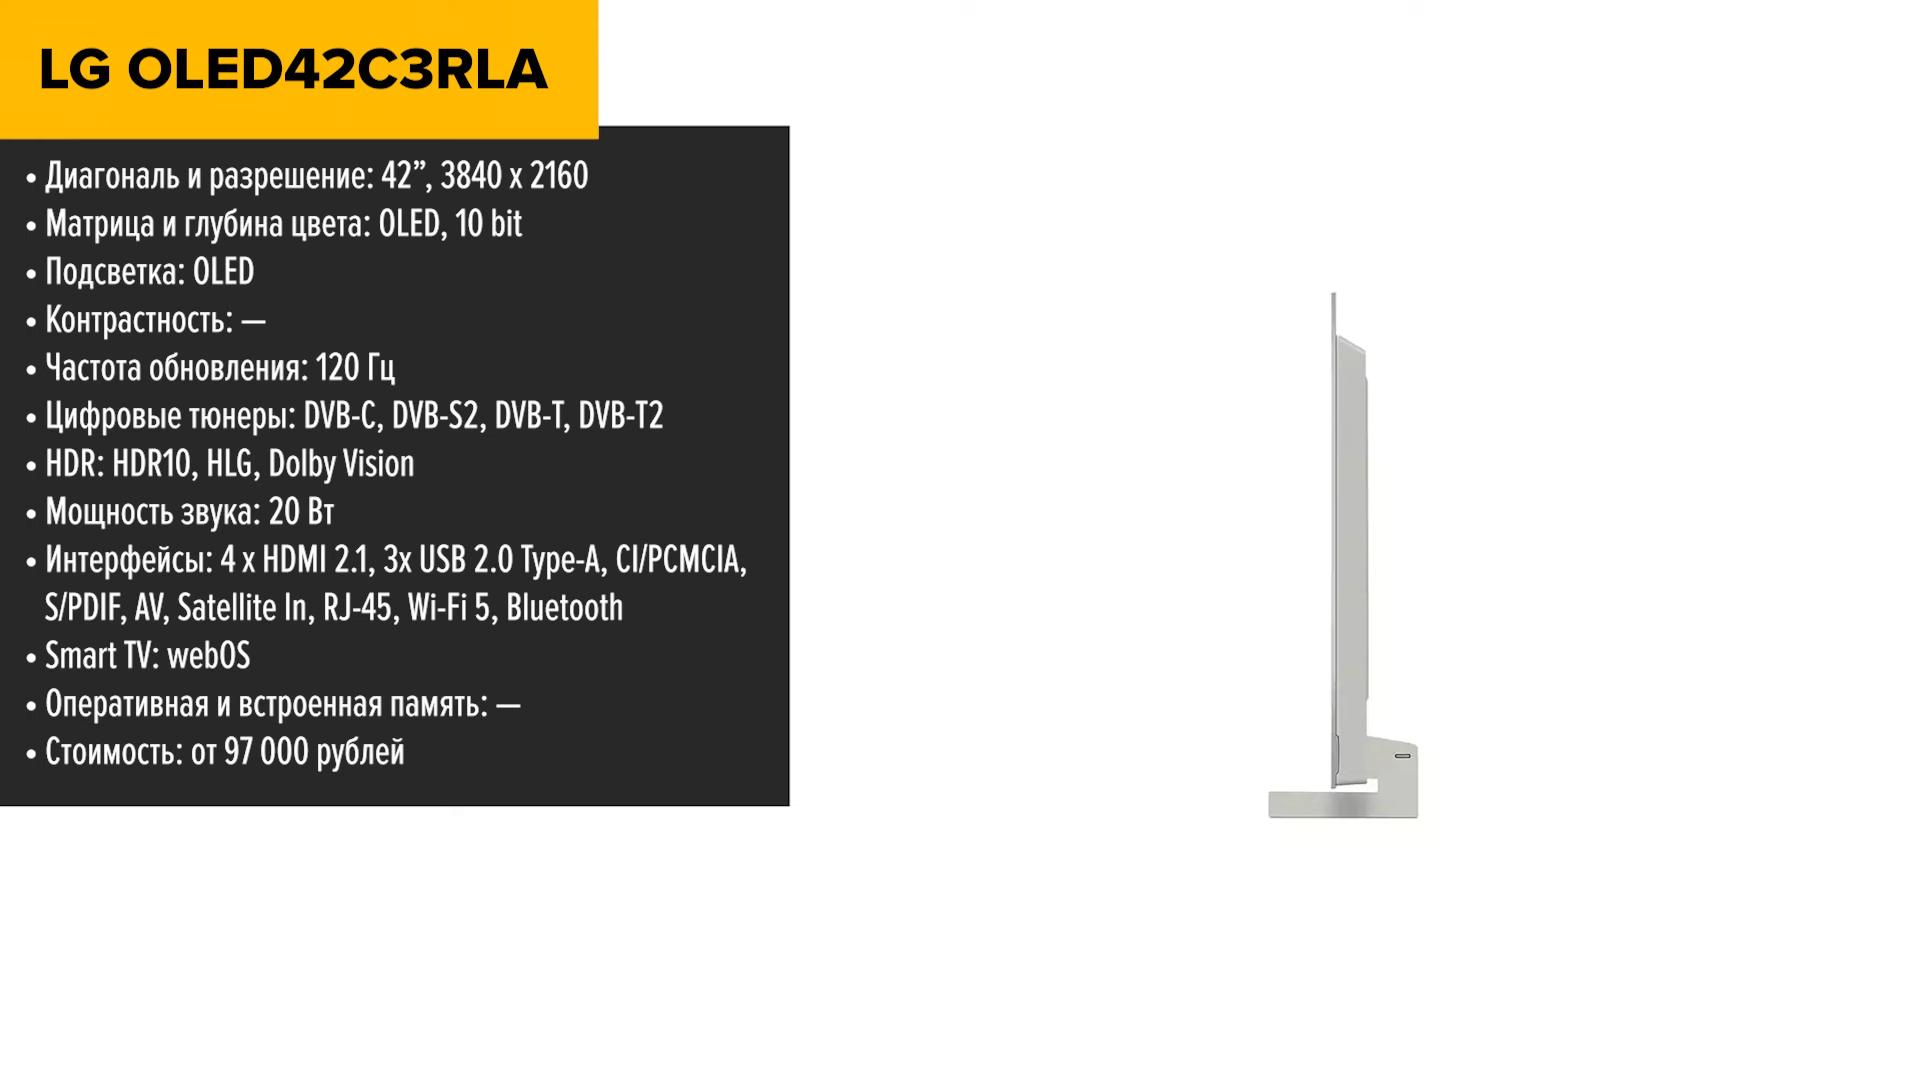 LG OLED42C3RLA
• Диагональ и разрешение: 42”, 3840 x 2160
• Матрица и глубина цвета: OLED, 10 bit
• Подсветка: OLED
• Контрастность: —
• Частота обновления: 120 Гц
• Цифровые тюнеры: DVB-C, DVB-S2, DVB-T, DVB-T2
• HDR: HDR10, HLG, Dolby Vision
• Мощность звука: 20 Вт
• Интерфейсы: 4 x HDMI 2.1, 3x USB 2.0 Type-A, CI/PCMCIA,
S/PDIF, AV, Satellite In, RJ-45, Wi-Fi 5, Bluetooth
• Smart TV: webOS
• Оперативная и встроенная память: —
• Стоимость: от 97 000 рублей